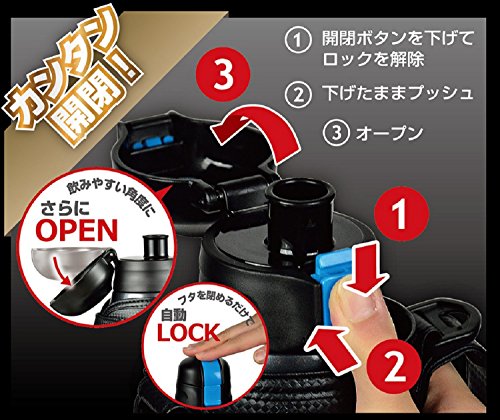 カンタン
開閉！
① 開閉ボタンを下げて
ロックを解除
② 下げたままプッシュ
③ オープン
3
飲みやすい角度に
さらに
OPEN
1
フタを閉めるだけで
自動
LOCK
2